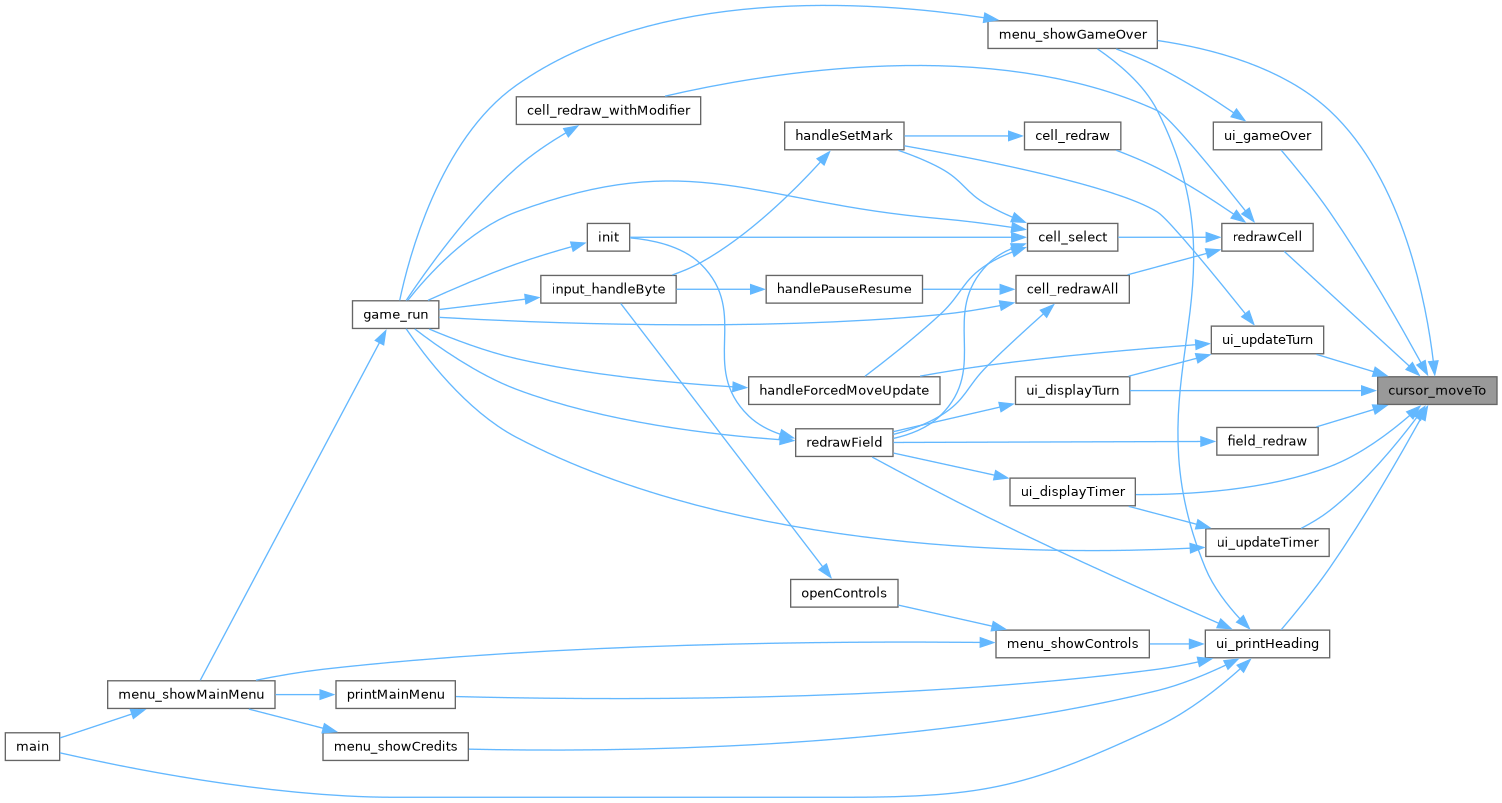 menu_showGameOver
cell_redraw_withModifier
handleSetMark
cell_redraw
ui_gameOver
init
cell_select
redrawCell
input_handleByte
handlePauseResume
cell_redrawAll
game_run
ui_updateTurn
handleForcedMoveUpdate
ui_displayTurn
cursor_moveTo
redrawField
field_redraw
ui_displayTimer
ui_updateTimer
openControls
menu_showControls
ui_printHeading
menu_showMainMenu
printMainMenu
main
menu_showCredits